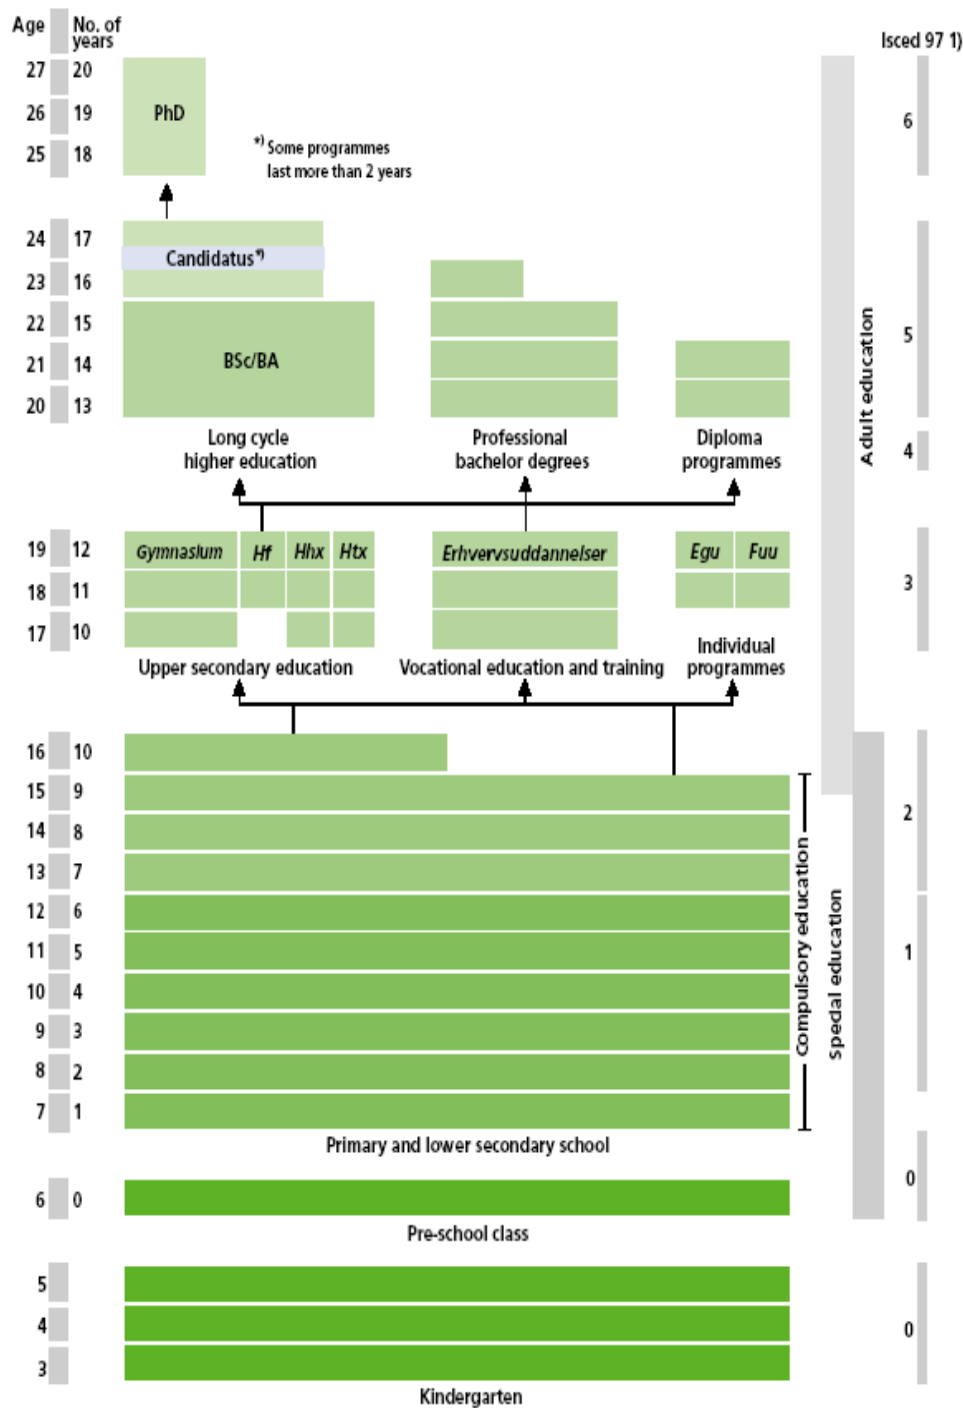 Age No. of years Isced 97 1)
27 20
26 19 PhD 6
25 18
*) Some programmes
last more than 2 years
24 17
Candidatus*)
23 16
22 15
21 14 BSc/BA 5
20 13
Adult education
Long cycle higher education
Professional bachelor degrees
Diploma programmes
4
19 12 Gymnasium Hf Hhx Htx Erhvervsuddannelser Egu Fuu
18 11 3
17 10
Upper secondary education
Vocational education and training
Individual programmes
16 10
15 9
14 8 2
13 7
12 6
11 5 1
10 4
9 3
8 2
7 1
Compulsory education
Spedal education
Primary and lower secondary school
6 0 0
Pre-school class
5
4 0
3
Kindergarten